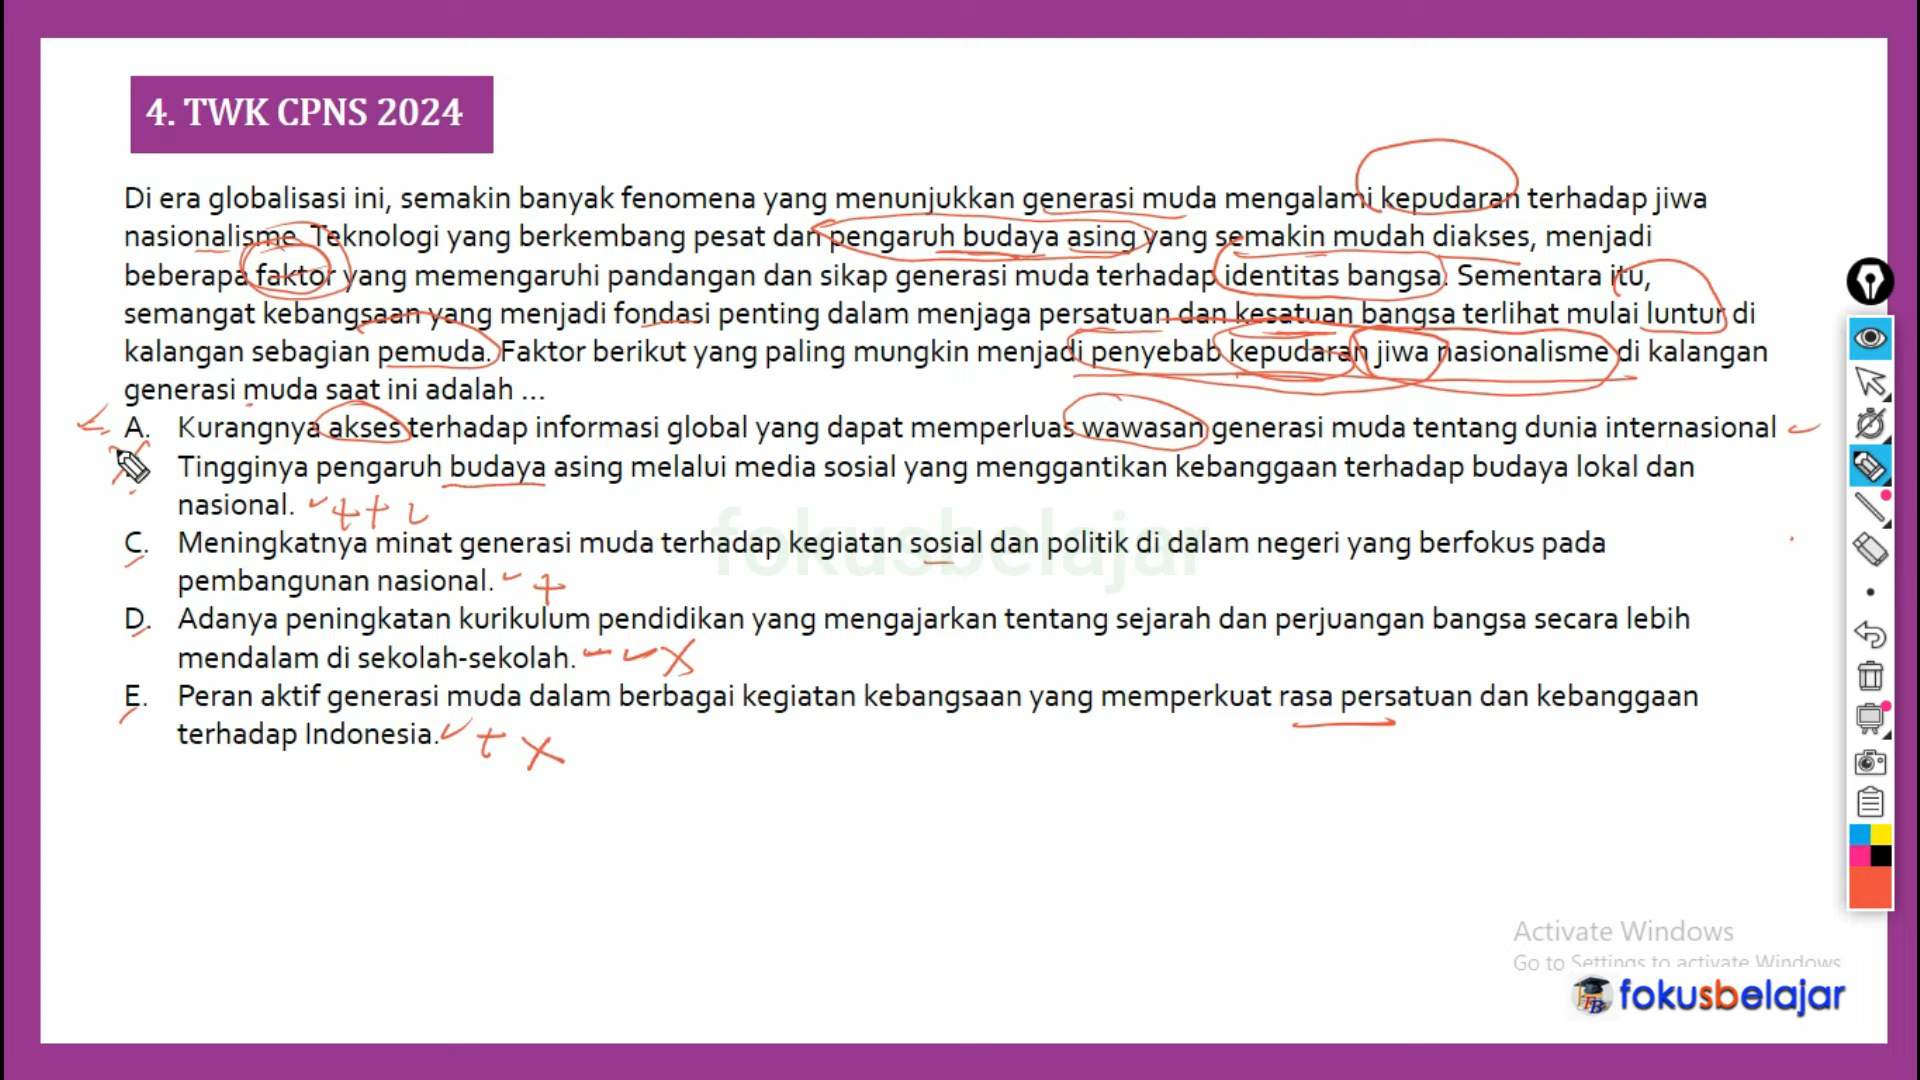 4. TWK CPNS 2024
Di era globalisasi ini, semakin banyak fenomena yang menunjukkan generasi muda mengalami kepudaran terhadap jiwa
nasionalisme. Teknologi yang berkembang pesat dan pengaruh budaya asing yang semakin mudah diakses, menjadi
beberapa faktor yang memengaruhi pandangan dan sikap generasi muda terhadap identitas bangsa. Sementara itu,
semangat kebangsaan yang menjadi fondasi penting dalam menjaga persatuan dan kesatuan bangsa terlihat mulai luntur di
kalangan sebagian pemuda. Faktor berikut yang paling mungkin menjadi penyebab kepudaran jiwa nasionalisme di kalangan
generasi muda saat ini adalah ...
A. Kurangnya akses terhadap informasi global yang dapat memperluas wawasan generasi muda tentang dunia internasional
Tingginya pengaruh budaya asing melalui media sosial yang menggantikan kebanggaan terhadap budaya lokal dan
nasional.
C. Meningkatnya minat generasi muda terhadap kegiatan sosial dan politik di dalam negeri yang berfokus pada
pembangunan nasional.
D. Adanya peningkatan kurikulum pendidikan yang mengajarkan tentang sejarah dan perjuangan bangsa secara lebih
mendalam di sekolah-sekolah.
E. Peran aktif generasi muda dalam berbagai kegiatan kebangsaan yang memperkuat rasa persatuan dan kebanggaan
terhadap Indonesia.
fokusbelajar
Activate Windows
Go to Settings to activate Windows.
fokusbelajar